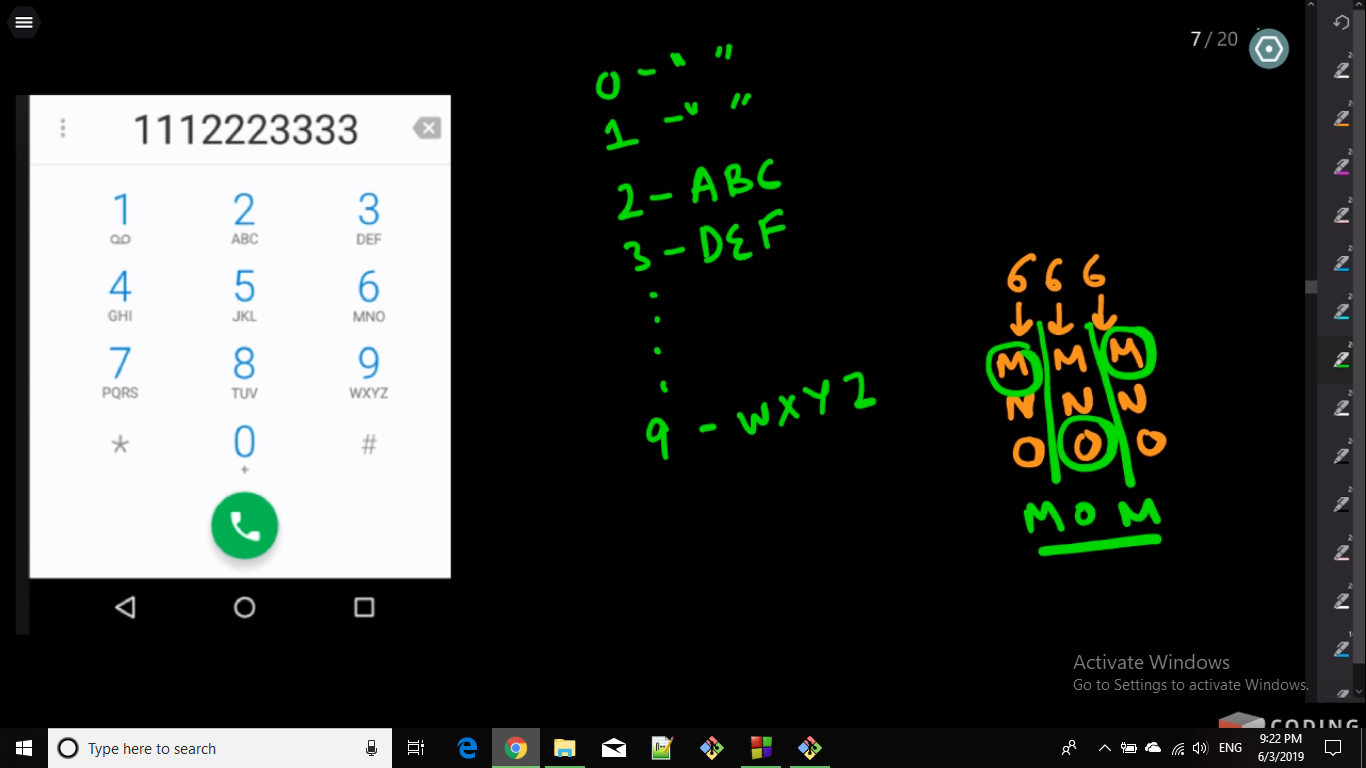 7 / 20
1112223333
1 2 3
ABC DEF
4 5 6
GHI JKL MNO
7 8 9
PQRS TUV WXYZ
* 0 #
+
0 - " "
1 - " "
2 - ABC
3 - DEF
.
.
.
.
9 - WXYZ
6 6 6
M M M
N N N
O O O
MOM
Activate Windows
Go to Settings to activate Windows.
CODING
Type here to search
ENG
9:22 PM
6/3/2019